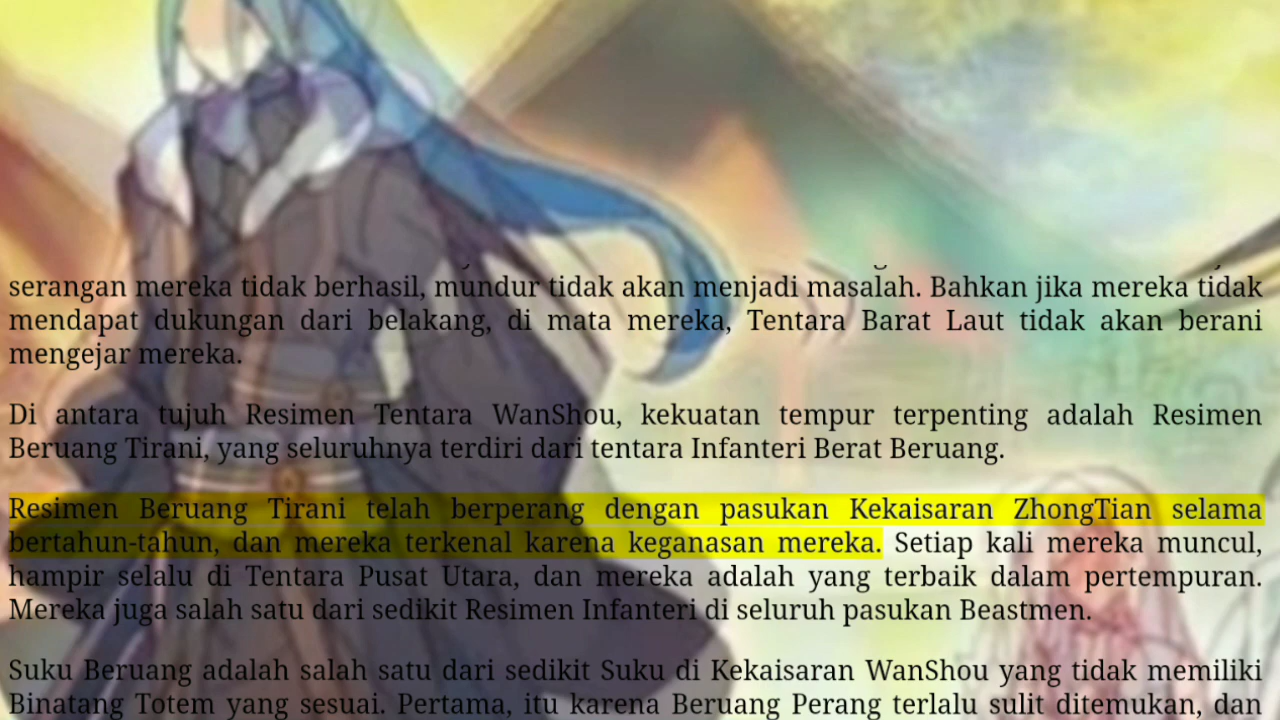 serangan mereka tidak berhasil, mundur tidak akan menjadi masalah. Bahkan jika mereka tidak
mendapat dukungan dari belakang, di mata mereka, Tentara Barat Laut tidak akan berani
mengejar mereka.
Di antara tujuh Resimen Tentara WanShou, kekuatan tempur terpenting adalah Resimen
Beruang Tirani, yang seluruhnya terdiri dari tentara Infanteri Berat Beruang.
Resimen Beruang Tirani telah berperang dengan pasukan Kekaisaran ZhongTian selama
bertahun-tahun, dan mereka terkenal karena keganasan mereka. Setiap kali mereka muncul,
hampir selalu di Tentara Pusat Utara, dan mereka adalah yang terbaik dalam pertempuran.
Mereka juga salah satu dari sedikit Resimen Infanteri di seluruh pasukan Beastmen.
Suku Beruang adalah salah satu dari sedikit Suku di Kekaisaran WanShou yang tidak memiliki
Binatang Totem yang sesuai. Pertama, itu karena Beruang Perang terlalu sulit ditemukan, dan